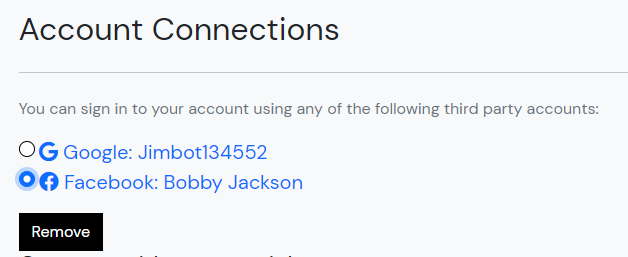 Account Connections
You can sign in to your account using any of the following third party accounts:
Google: Jimbot134552
Facebook: Bobby Jackson
Remove